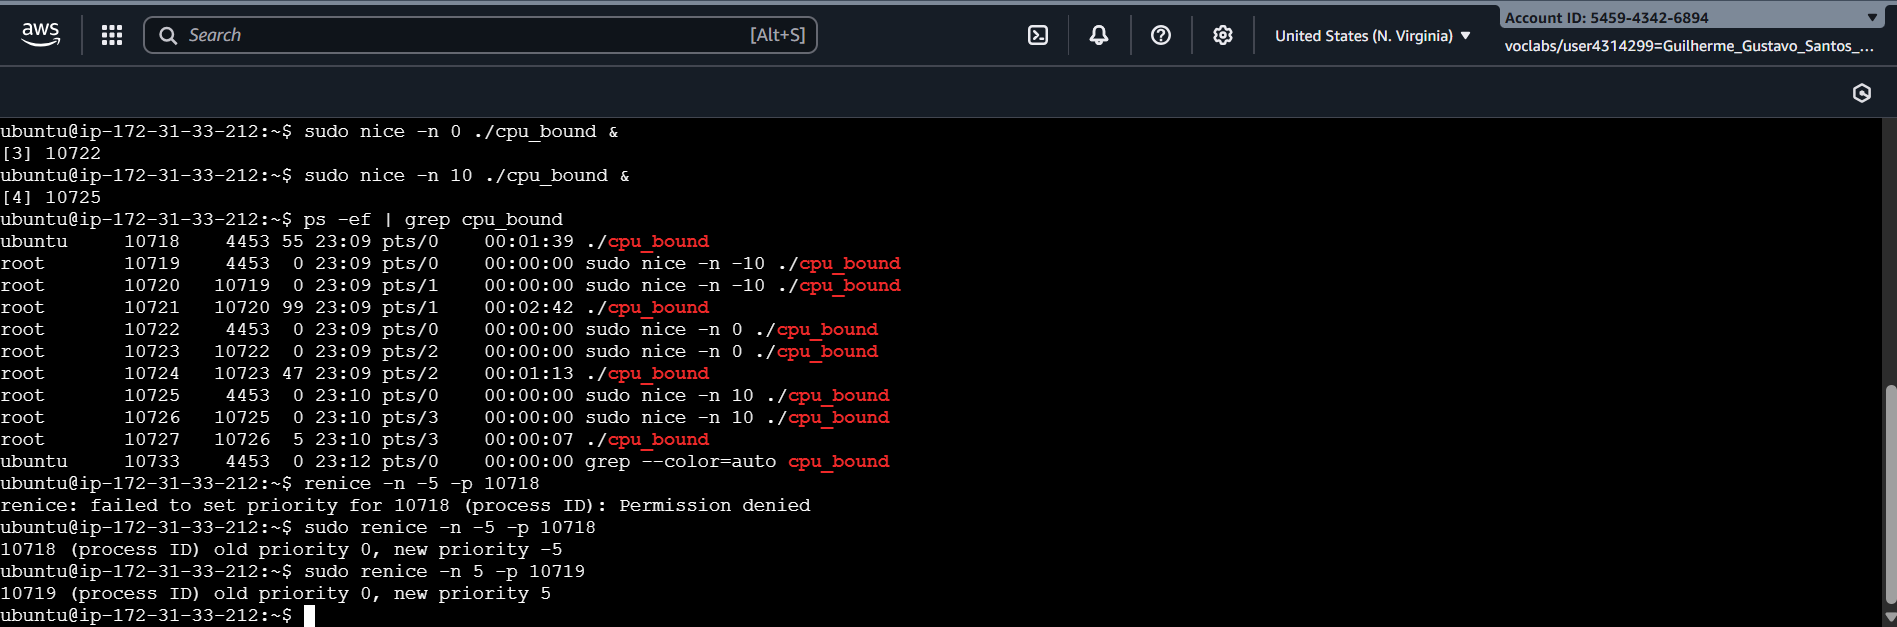 aws
Search [Alt+S]
United States (N. Virginia) ▼
Account ID: 5459-4342-6894 ▼
voclabs/user4314299=Guilherme_Gustavo_Santos_...
ubuntu@ip-172-31-33-212:~$ sudo nice -n 0 ./cpu_bound &
[3] 10722
ubuntu@ip-172-31-33-212:~$ sudo nice -n 10 ./cpu_bound &
[4] 10725
ubuntu@ip-172-31-33-212:~$ ps -ef | grep cpu_bound
ubuntu     10718    4453 55 23:09 pts/0    00:01:39 ./cpu_bound
root       10719    4453  0 23:09 pts/0    00:00:00 sudo nice -n -10 ./cpu_bound
root       10720   10719  0 23:09 pts/1    00:00:00 sudo nice -n -10 ./cpu_bound
root       10721   10720 99 23:09 pts/1    00:02:42 ./cpu_bound
root       10722    4453  0 23:09 pts/0    00:00:00 sudo nice -n 0 ./cpu_bound
root       10723   10722  0 23:09 pts/2    00:00:00 sudo nice -n 0 ./cpu_bound
root       10724   10723 47 23:09 pts/2    00:01:13 ./cpu_bound
root       10725    4453  0 23:10 pts/0    00:00:00 sudo nice -n 10 ./cpu_bound
root       10726   10725  0 23:10 pts/3    00:00:00 sudo nice -n 10 ./cpu_bound
root       10727   10726  5 23:10 pts/3    00:00:07 ./cpu_bound
ubuntu     10733    4453  0 23:12 pts/0    00:00:00 grep --color=auto cpu_bound
ubuntu@ip-172-31-33-212:~$ renice -n -5 -p 10718
renice: failed to set priority for 10718 (process ID): Permission denied
ubuntu@ip-172-31-33-212:~$ sudo renice -n -5 -p 10718
10718 (process ID) old priority 0, new priority -5
ubuntu@ip-172-31-33-212:~$ sudo renice -n 5 -p 10719
10719 (process ID) old priority 0, new priority 5
ubuntu@ip-172-31-33-212:~$